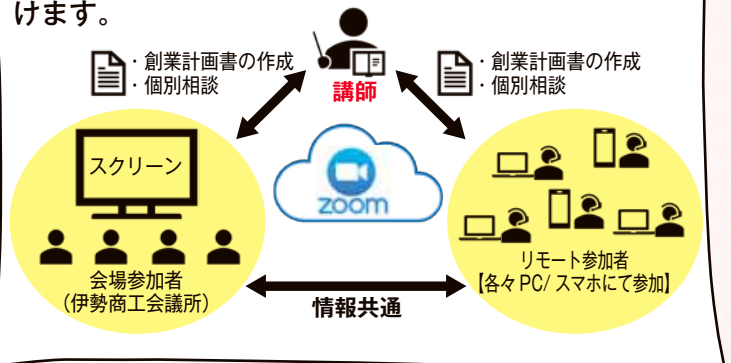 けます。
・創業計画書の作成
・個別相談
講師
・創業計画書の作成
・個別相談
スクリーン
zoom
会場参加者
(伊勢商工会議所)
リモート参加者
【各々PC/スマホにて参加】
情報共通